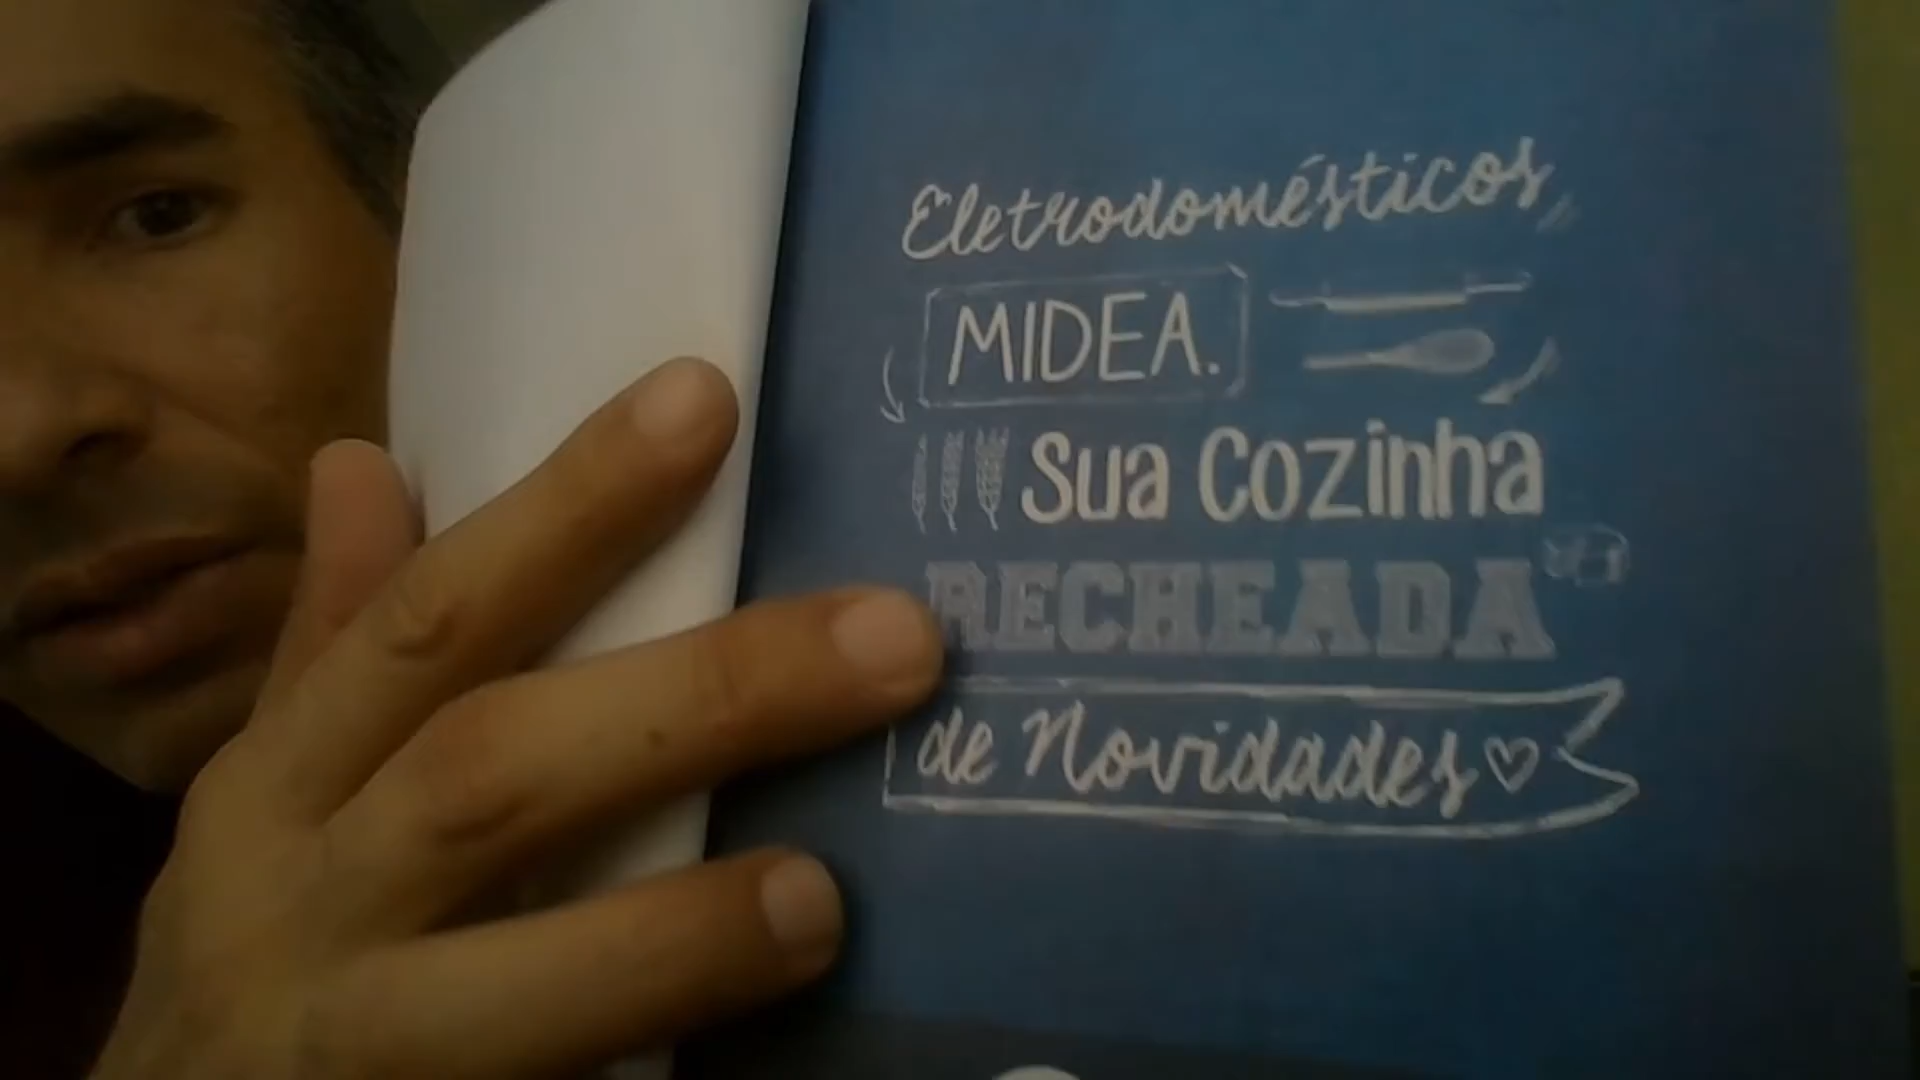 Eletrodomésticos
MIDEA.
Sua Cozinha
RECHEADA
de Novidades